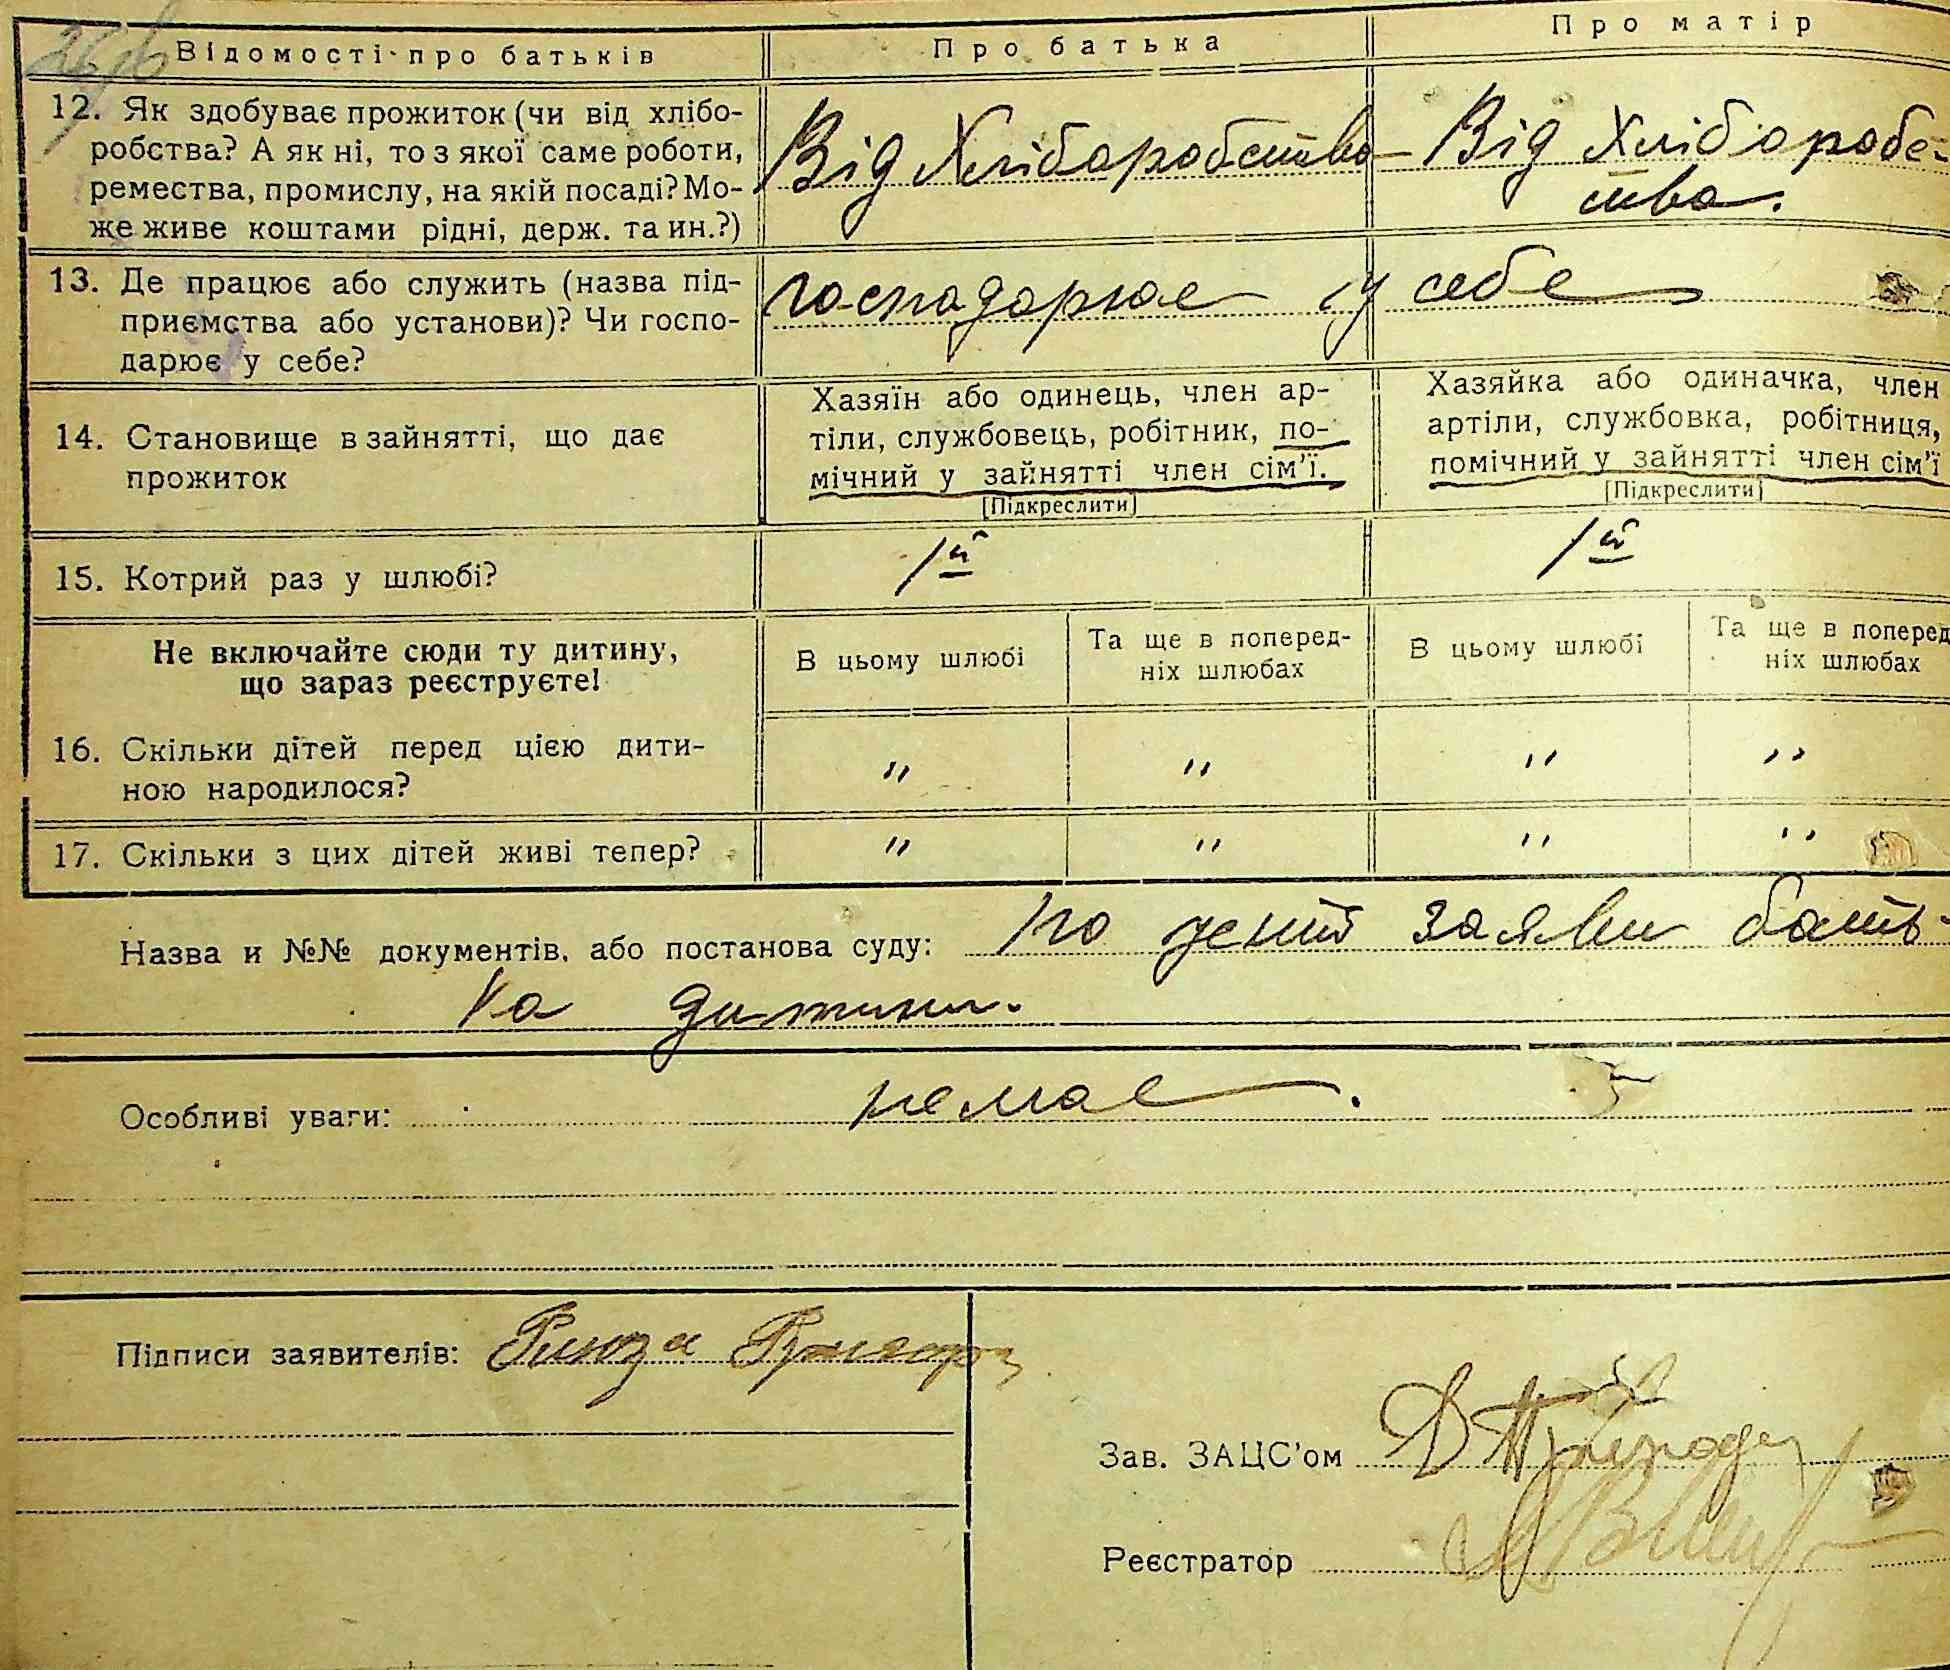 Відомості про батьків
Про батька
Про матір
12. Як здобуває прожиток (чи від хлібо-
робства? А як ні, то з якої саме роботи,
ремества, промислу, на якій посаді? Мо-
же живе коштами рідні, держ. та ин.?)
Від Хліборобства
Від Хліборобс-
тва.
13. Де працює або служить (назва під-
приємства або установи)? Чи госпо-
дарює у себе?
господарює у себе
14. Становище в зайнятті, що дає
прожиток
Хазяїн або одинець, член ар-
тіли, службовець, робітник, по-
мічний у зайнятті член сім'ї.
[Підкреслити]
Хазяйка або одиначка, член
артіли, службовка, робітниця,
помічний у зайнятті член сім'ї
[Підкреслити]
15. Котрий раз у шлюбі?
1й
1й
Не включайте сюди ту дитину,
що зараз реєструєте!
В цьому шлюбі
Та ще в поперед-
ніх шлюбах
В цьому шлюбі
Та ще в поперед
ніх шлюбах
16. Скільки дітей перед цією дити-
ною народилося?
" " " "
17. Скільки з цих дітей живі тепер?
" " " "
Назва и №№ документів, або постанова суду: по заяви бать-
ка дитини.
Особливі уваги: немає.
Підписи заявителів:
Зав. ЗАЦС'ом
Реєстратор